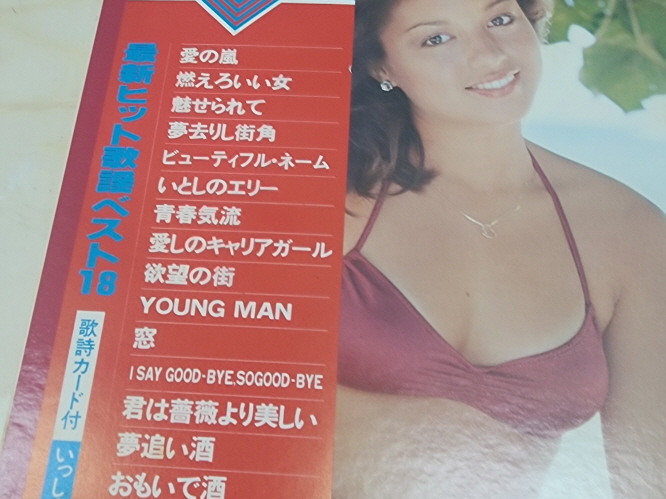 最新ヒット歌謡ベスト18
歌詩カード付
いっし
愛の嵐
燃えろいい女
魅せられて
夢去りし街角
ビューティフル・ネーム
いとしのエリー
青春気流
愛しのキャリアガール
欲望の街
YOUNG MAN
窓
I SAY GOOD-BYE,SOGOOD-BYE
君は薔薇より美しい
夢追い酒
おもいで酒